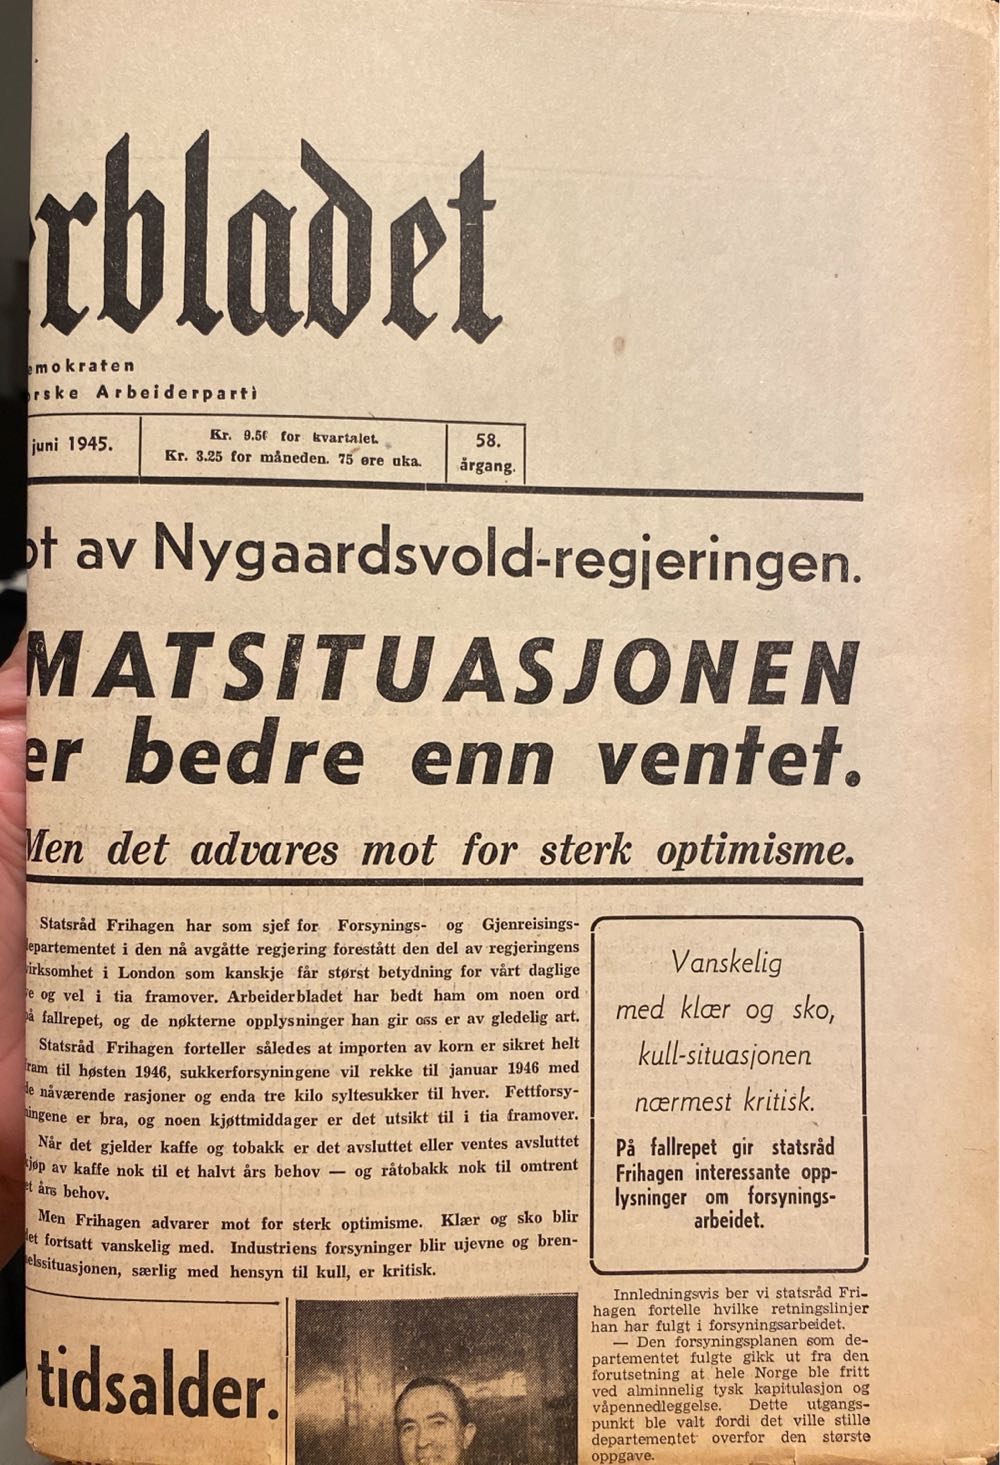 rbladet
emokraten
rske Arbeiderparti
juni 1945.
Kr. 9.50 for kvartalet.
Kr. 3.25 for måneden. 75 øre uka.
58.
årgang.
av Nygaardsvold-regjeringen.
MATSITUASJONEN
er bedre enn ventet.
Men det advares mot for sterk optimisme.
Statsråd Frihagen har som sjef for Forsynings- og Gjenreisings-
departementet i den nå avgåtte regjering forestått den del av regjeringens
virksomhet i London som kanskje får størst betydning for vårt daglige
ve og vel i tia framover. Arbeiderbladet har bedt ham om noen ord
på fallrepet, og de nøkterne opplysninger han gir oss er av gledelig art.
Statsråd Frihagen forteller således at importen av korn er sikret helt
fram til høsten 1946, sukkerforsyningene vil rekke til januar 1946 med
de nåværende rasjoner og enda tre kilo syltesukker til hver. Fettforsy-
ningene er bra, og noen kjøttmiddager er det utsikt til i tia framover.
Når det gjelder kaffe og tobakk er det avsluttet eller ventes avsluttet
kjøp av kaffe nok til et halvt års behov — og råtobakk nok til omtrent
et års behov.
Men Frihagen advarer mot for sterk optimisme. Klær og sko blir
det fortsatt vanskelig med. Industriens forsyninger blir ujevne og bren-
selssituasjonen, særlig med hensyn til kull, er kritisk.
Vanskelig
med klær og sko,
kull-situasjonen
nærmest kritisk.
På fallrepet gir statsråd
Frihagen interessante opp-
lysninger om forsynings-
arbeidet.
Innledningsvis ber vi statsråd Fri-
hagen fortelle hvilke retningslinjer
han har fulgt i forsyningsarbeidet.
— Den forsyningsplanen som de-
partementet fulgte gikk ut fra den
forutsetning at hele Norge ble fritt
ved alminnelig tysk kapitulasjon og
våpennedleggelse. Dette utgangs-
punkt ble valt fordi det ville stille
departementet overfor den største
oppgave.
tidsalder.